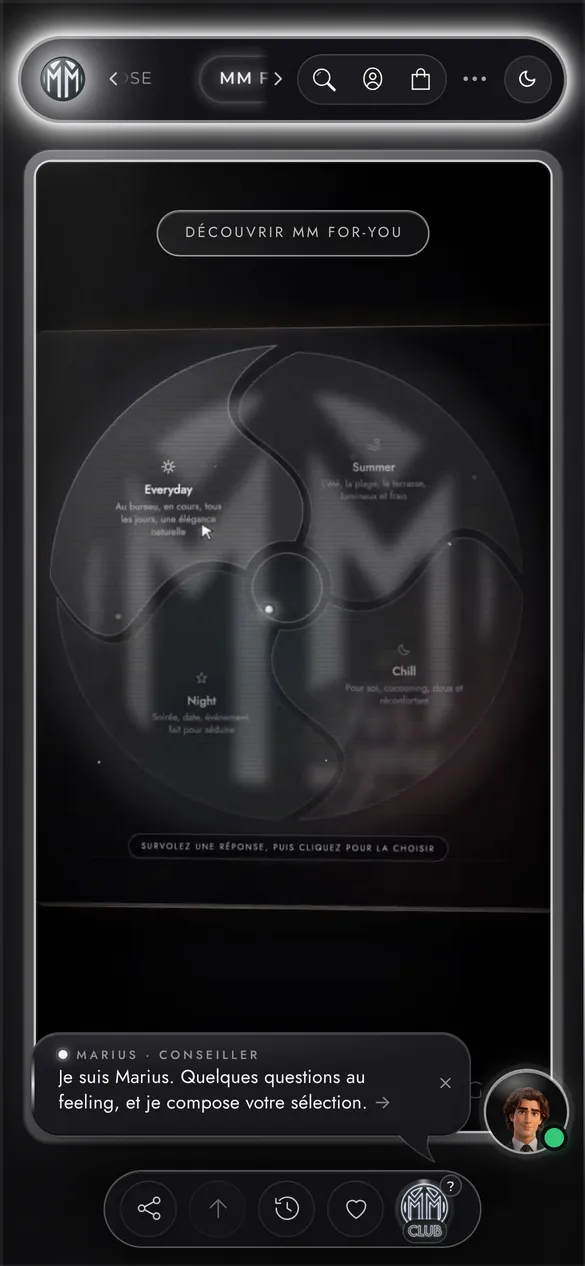 MM
SE
MM F
DÉCOUVRIR MM FOR-YOU
Everyday
Au bureau, en cours, tous
les jours, une élégance
naturelle
Summer
L'été, la plage, la terrasse,
lumineux et frais
Night
Soirée, date, événement
fait pour séduire
Chill
Pour soi, cocooning, doux et
réconfortant
SURVOLEZ UNE RÉPONSE, PUIS CLIQUEZ POUR LA CHOISIR
MARIUS · CONSEILLER
Je suis Marius. Quelques questions au
feeling, et je compose votre sélection. →
MM
CLUB
?